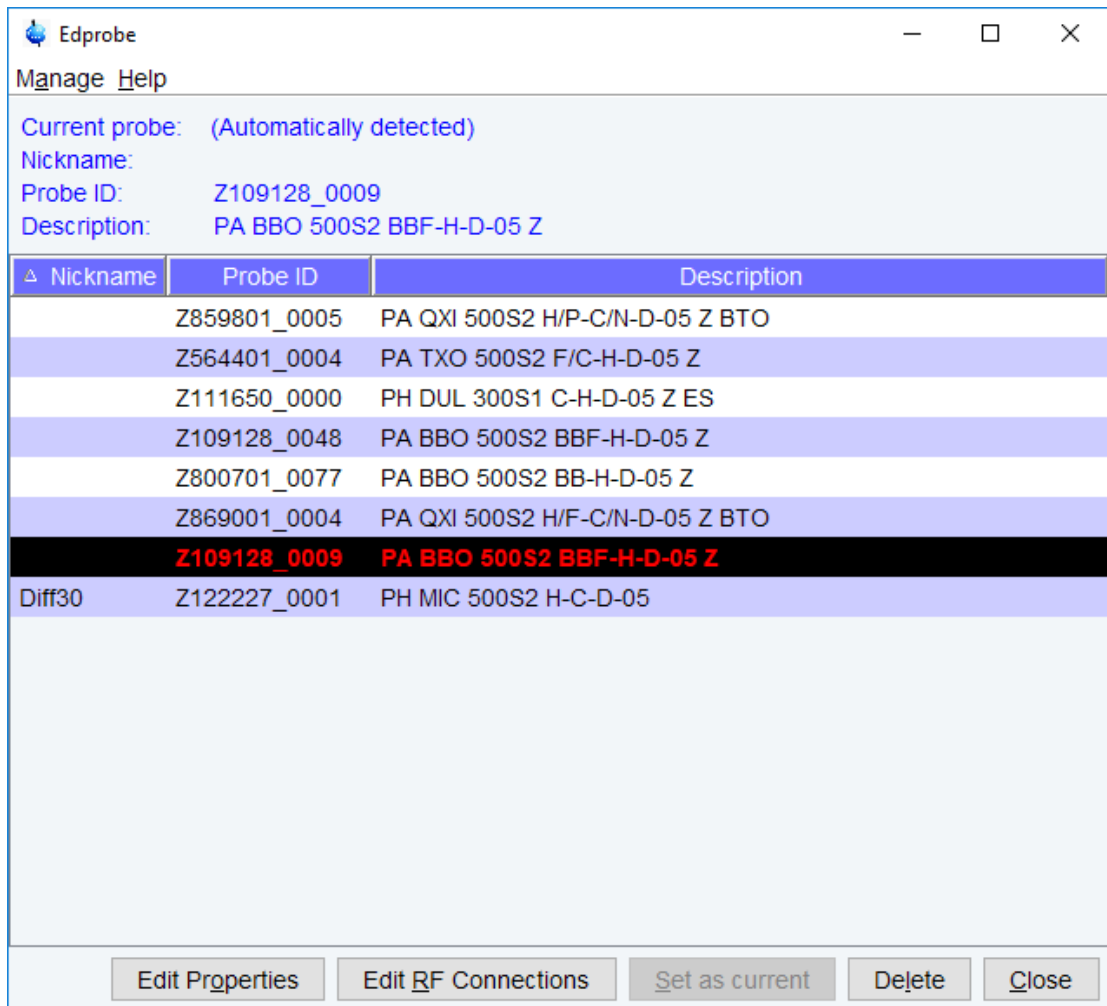 Edprobe
Manage Help
Current probe: (Automatically detected)
Nickname:
Probe ID: Z109128_0009
Description: PA BBO 500S2 BBF-H-D-05 Z
Nickname Probe ID Description
Z859801_0005 PA QXI 500S2 H/P-C/N-D-05 Z BTO
Z564401_0004 PA TXO 500S2 F/C-H-D-05 Z
Z111650_0000 PH DUL 300S1 C-H-D-05 Z ES
Z109128_0048 PA BBO 500S2 BBF-H-D-05 Z
Z800701_0077 PA BBO 500S2 BB-H-D-05 Z
Z869001_0004 PA QXI 500S2 H/F-C/N-D-05 Z BTO
Z109128_0009 PA BBO 500S2 BBF-H-D-05 Z
Diff30 Z122227_0001 PH MIC 500S2 H-C-D-05
Edit Properties Edit RF Connections Set as current Delete Close